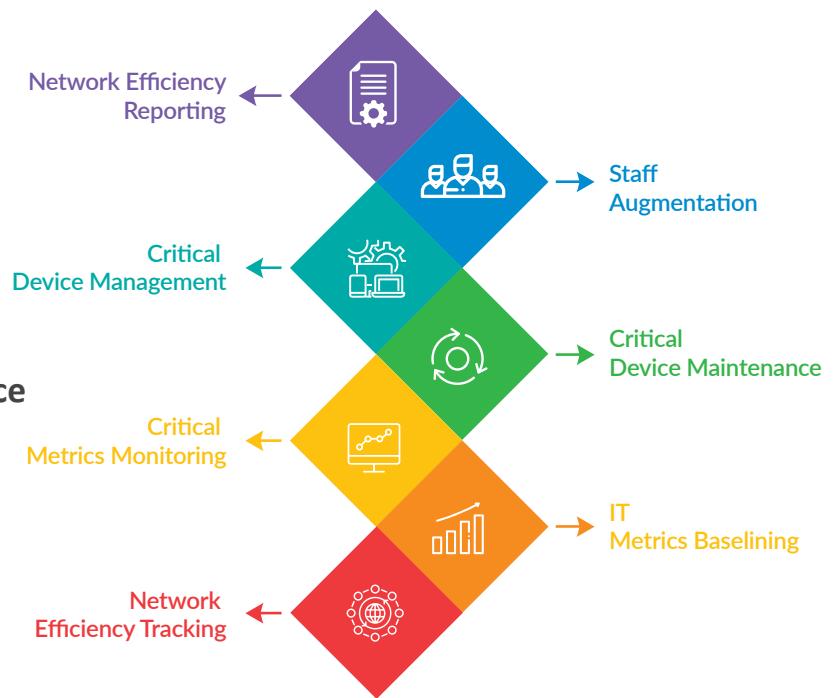 Network Efficiency
Reporting
Staff
Augmentation
Critical
Device Management
Critical
Device Maintenance
Critical
Metrics Monitoring
IT
Metrics Baselining
Network
Efficiency Tracking